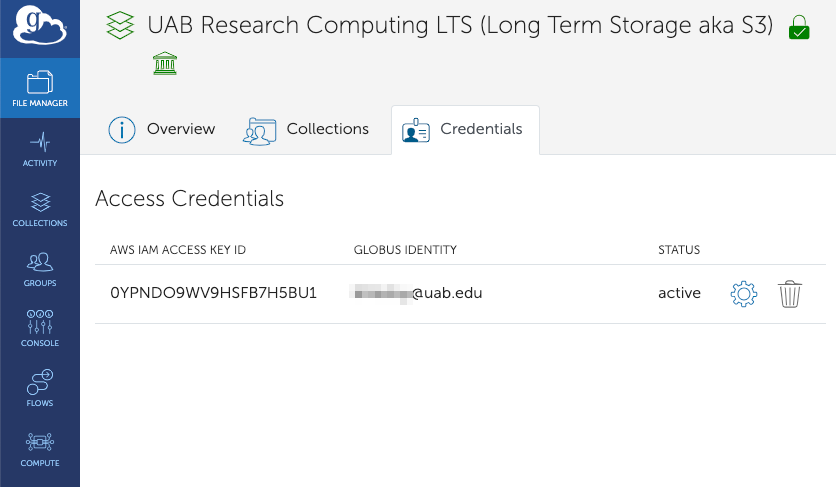 g
UAB Research Computing LTS (Long Term Storage aka S3)
FILE MANAGER
ACTIVITY
COLLECTIONS
GROUPS
CONSOLE
FLOWS
COMPUTE
Overview
Collections
Credentials
Access Credentials
AWS IAM ACCESS KEY ID GLOBUS IDENTITY STATUS
0YPNDO9WV9HSFB7H5BU1 @uab.edu active